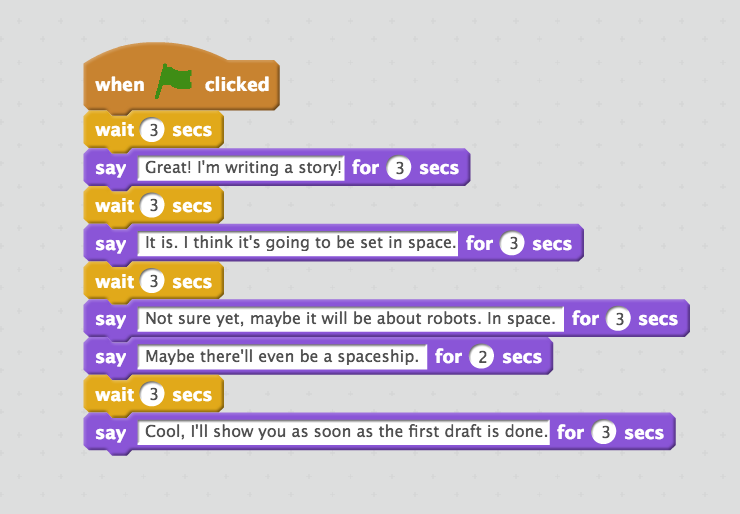 when clicked
wait 3 secs
say Great! I'm writing a story! for 3 secs
wait 3 secs
say It is. I think it's going to be set in space. for 3 secs
wait 3 secs
say Not sure yet, maybe it will be about robots. In space. for 3 secs
say Maybe there'll even be a spaceship. for 2 secs
wait 3 secs
say Cool, I'll show you as soon as the first draft is done. for 3 secs